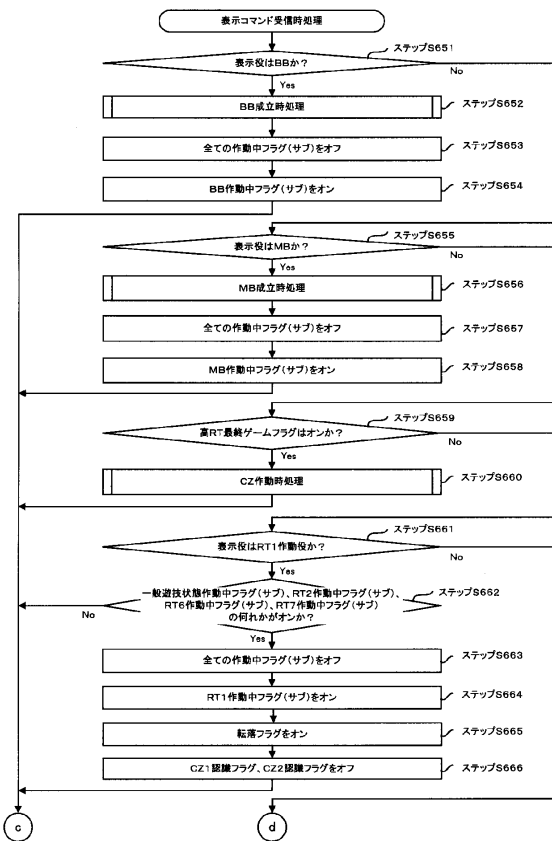 表示コマンド受信時処理
ステップS651
表示役はBBか?
No
Yes
BB成立時処理
ステップS652
全ての作動中フラグ(サブ)をオフ
ステップS653
BB作動中フラグ(サブ)をオン
ステップS654
ステップS655
表示役はMBか?
No
Yes
MB成立時処理
ステップS656
全ての作動中フラグ(サブ)をオフ
ステップS657
MB作動中フラグ(サブ)をオン
ステップS658
ステップS659
高RT最終ゲームフラグはオンか?
No
Yes
CZ作動時処理
ステップS660
ステップS661
表示役はRT1作動役か?
No
Yes
一般遊技状態作動中フラグ(サブ)、RT2作動中フラグ(サブ)、
ステップS662
RT6作動中フラグ(サブ)、RT7作動中フラグ(サブ)
の何れかがオンか?
No
Yes
全ての作動中フラグ(サブ)をオフ
ステップS663
RT1作動中フラグ(サブ)をオン
ステップS664
転落フラグをオン
ステップS665
CZ1認識フラグ、CZ2認識フラグをオフ
ステップS666
c
d